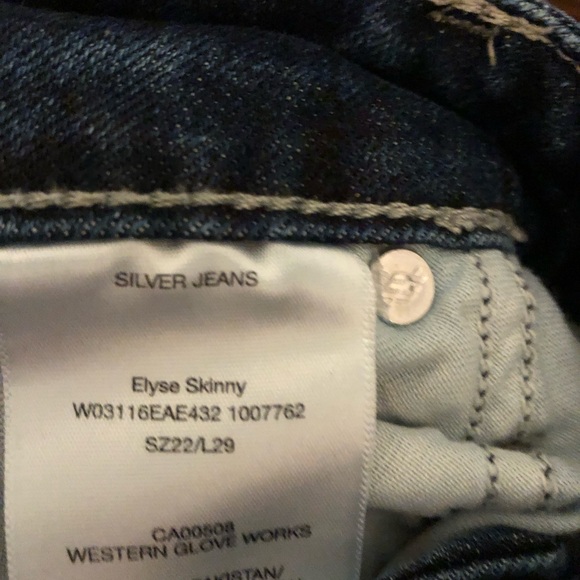 SILVER JEANS
Elyse Skinny
W03116EAE432 1007762
SZ22/L29
CA00508
WESTERN GLOVE WORKS